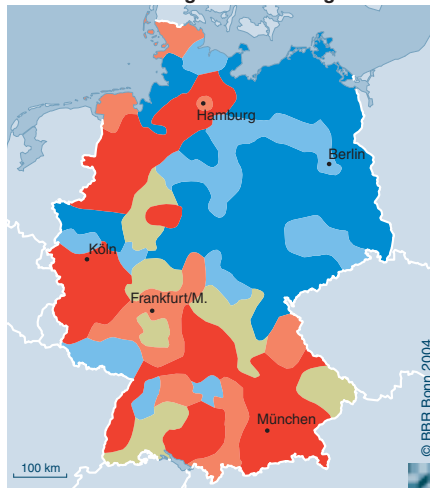 Hamburg
Berlin
Köln
Frankfurt/M.
München
100 km
© BBR Bonn 2004